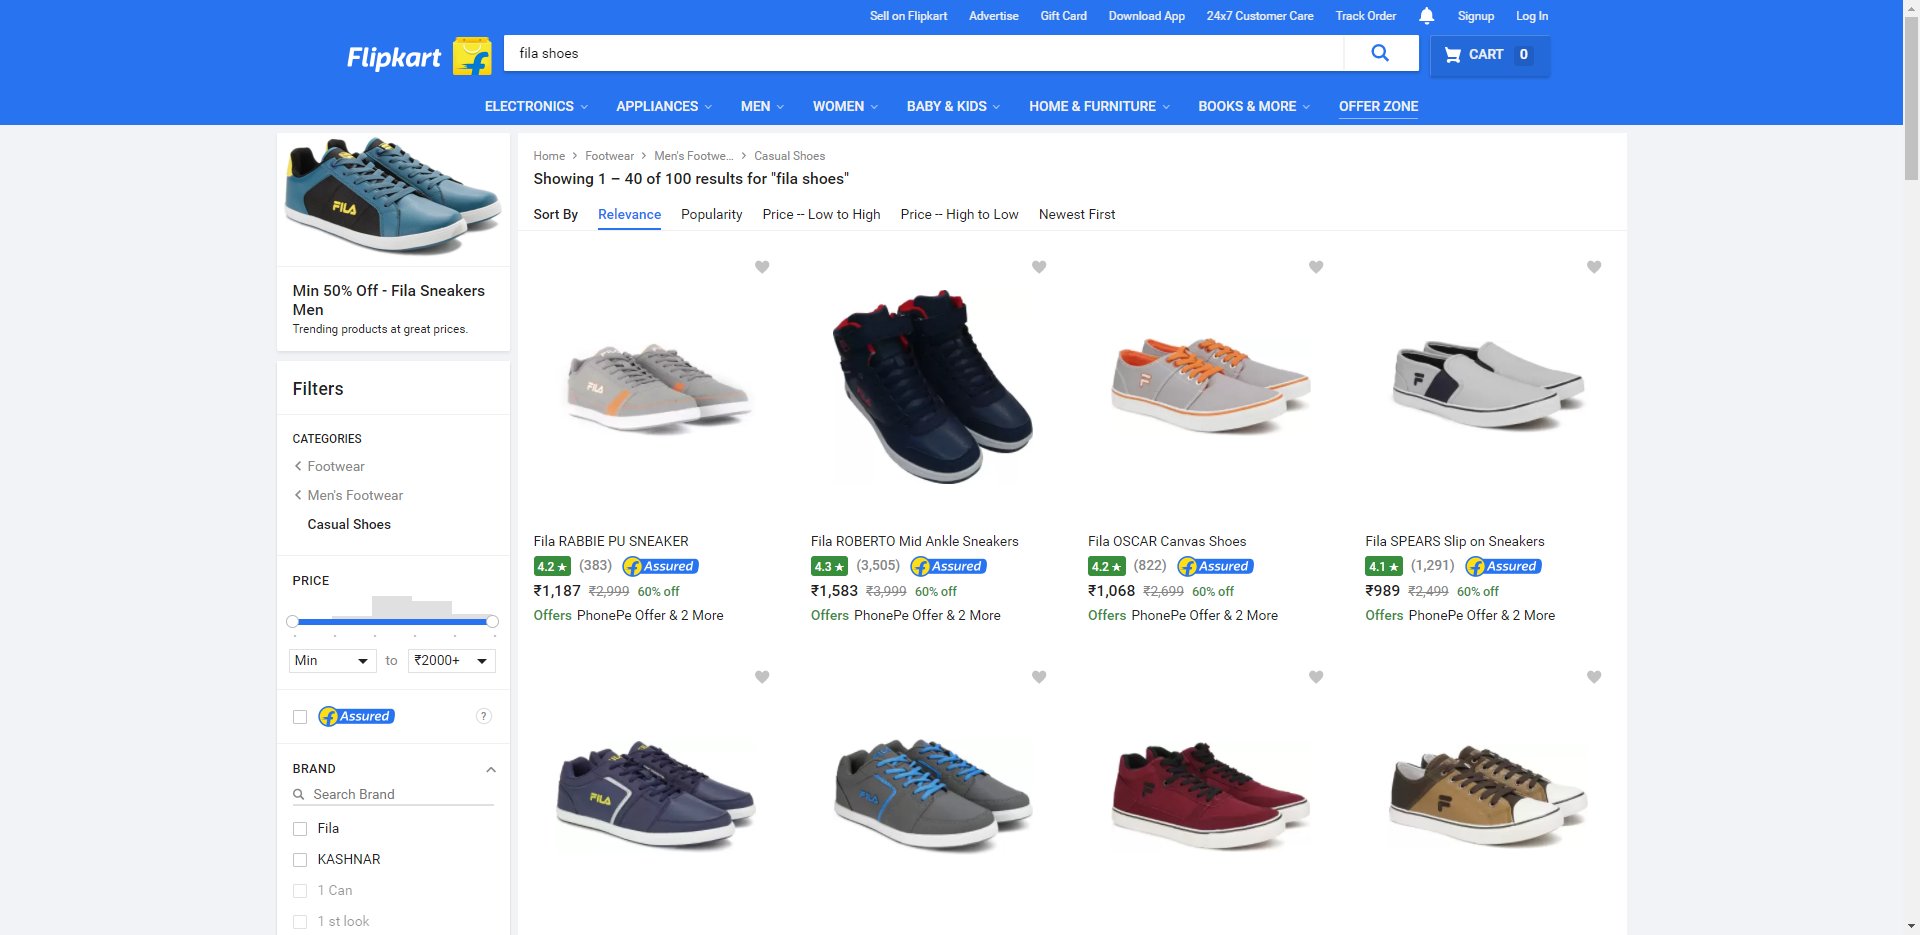 Sell on Flipkart Advertise Gift Card Download App 24x7 Customer Care Track Order Signup Log In
Flipkart fila shoes CART 0
ELECTRONICS APPLIANCES MEN WOMEN BABY & KIDS HOME & FURNITURE BOOKS & MORE OFFER ZONE
FILA
Min 50% Off - Fila Sneakers
Men
Trending products at great prices.
Filters
CATEGORIES
Footwear
Men's Footwear
Casual Shoes
PRICE
Min to ₹2000+
Assured ?
BRAND
Search Brand
Fila
KASHNAR
1 Can
1 st look
Home > Footwear > Men's Footwe... > Casual Shoes
Showing 1 – 40 of 100 results for "fila shoes"
Sort By Relevance Popularity Price -- Low to High Price -- High to Low Newest First
FILA
Fila RABBIE PU SNEAKER
4.2 ★ (383) Assured
₹1,187 ₹2,999 60% off
Offers PhonePe Offer & 2 More
FILA
Fila ROBERTO Mid Ankle Sneakers
4.3 ★ (3,505) Assured
₹1,583 ₹3,999 60% off
Offers PhonePe Offer & 2 More
Fila OSCAR Canvas Shoes
4.2 ★ (822) Assured
₹1,068 ₹2,699 60% off
Offers PhonePe Offer & 2 More
Fila SPEARS Slip on Sneakers
4.1 ★ (1,291) Assured
₹989 ₹2,499 60% off
Offers PhonePe Offer & 2 More
FILA
FILA